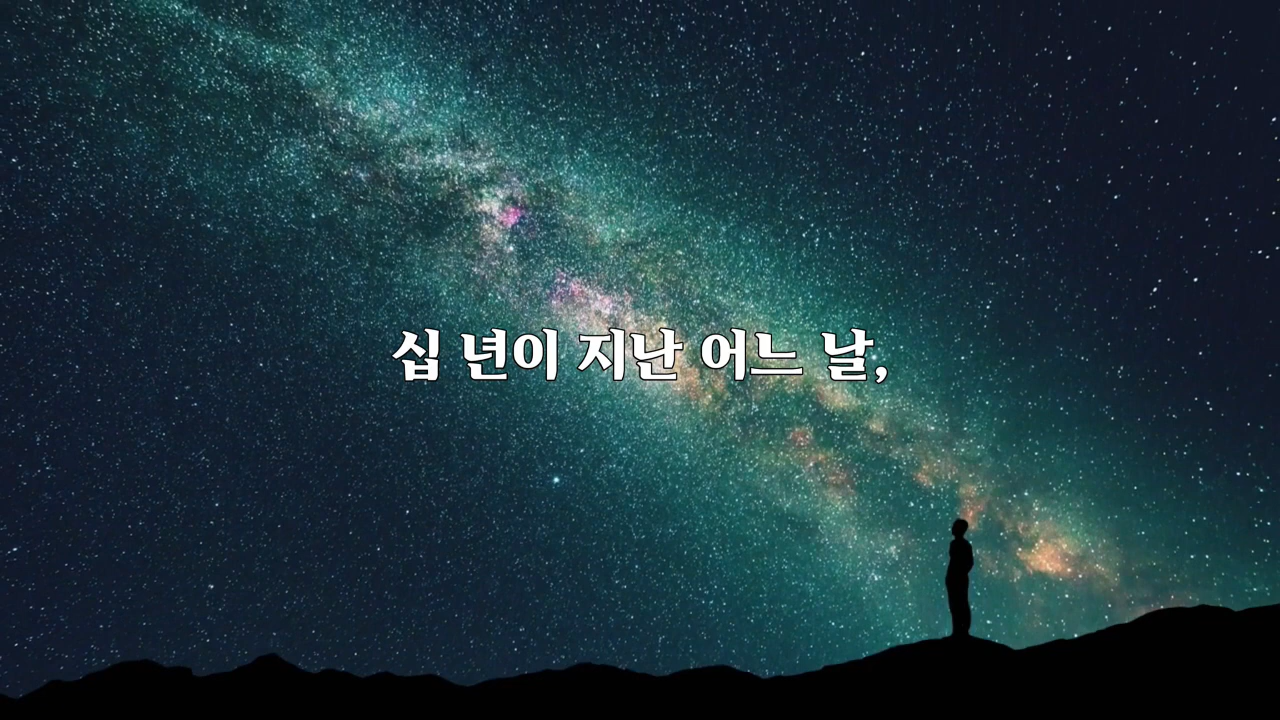 십 년이 지난 어느 날,